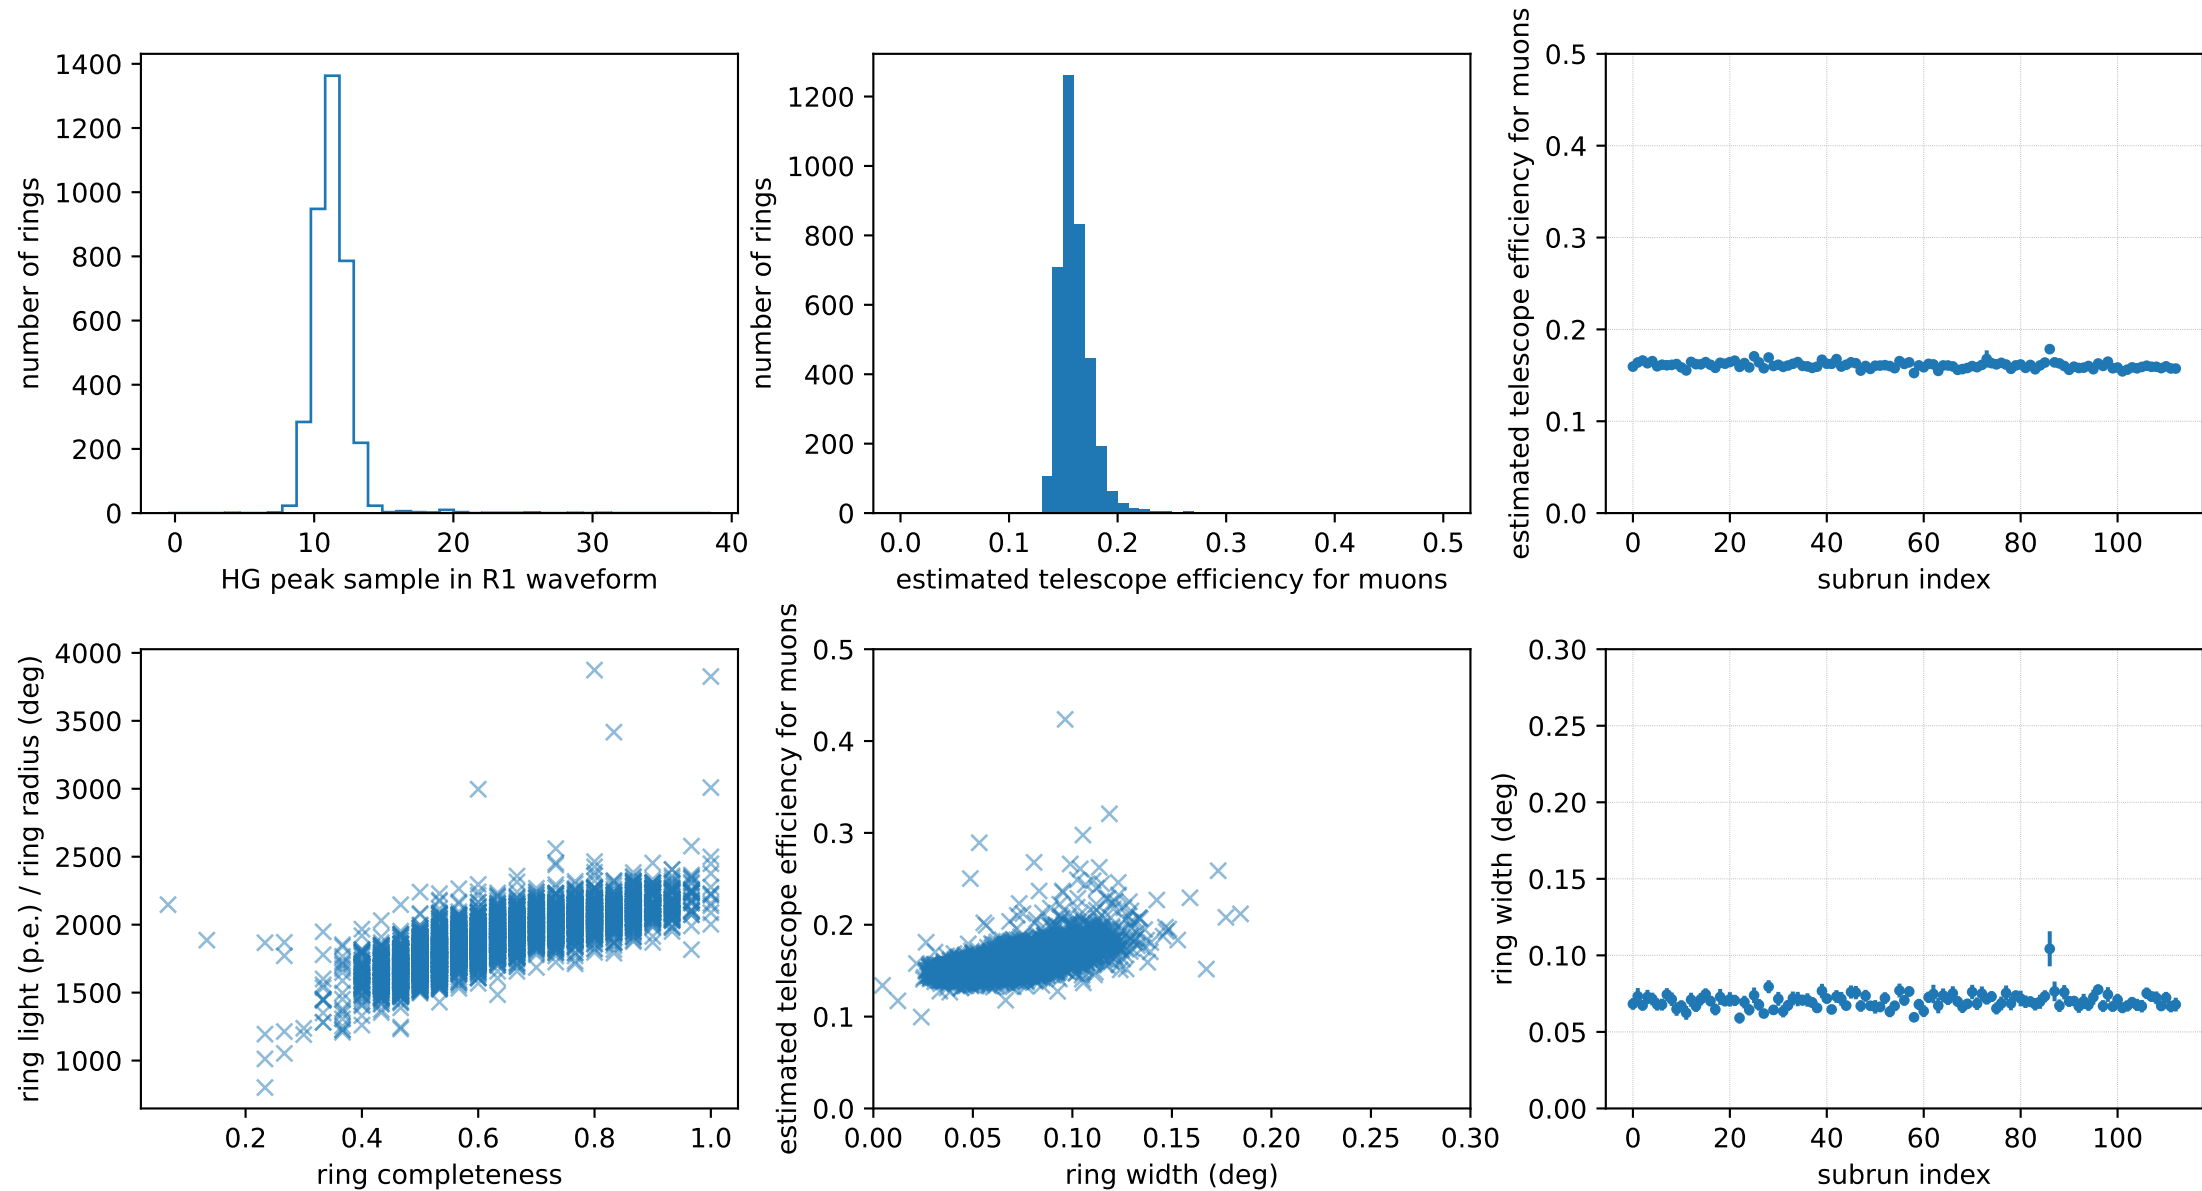 1400
1200
1000
800
600
400
200
0
number of rings
0 10 20 30 40
HG peak sample in R1 waveform
1200
1000
800
600
400
200
0
number of rings
0.0 0.1 0.2 0.3 0.4 0.5
estimated telescope efficiency for muons
0.5
0.4
0.3
0.2
0.1
0.0
estimated telescope efficiency for muons
0 20 40 60 80 100
subrun index
4000
3500
3000
2500
2000
1500
1000
ring light (p.e.) / ring radius (deg)
0.2 0.4 0.6 0.8 1.0
ring completeness
0.5
0.4
0.3
0.2
0.1
0.0
estimated telescope efficiency for muons
0.00 0.05 0.10 0.15 0.20 0.25 0.30
ring width (deg)
0.30
0.25
0.20
0.15
0.10
0.05
0.00
ring width (deg)
0 20 40 60 80 100
subrun index